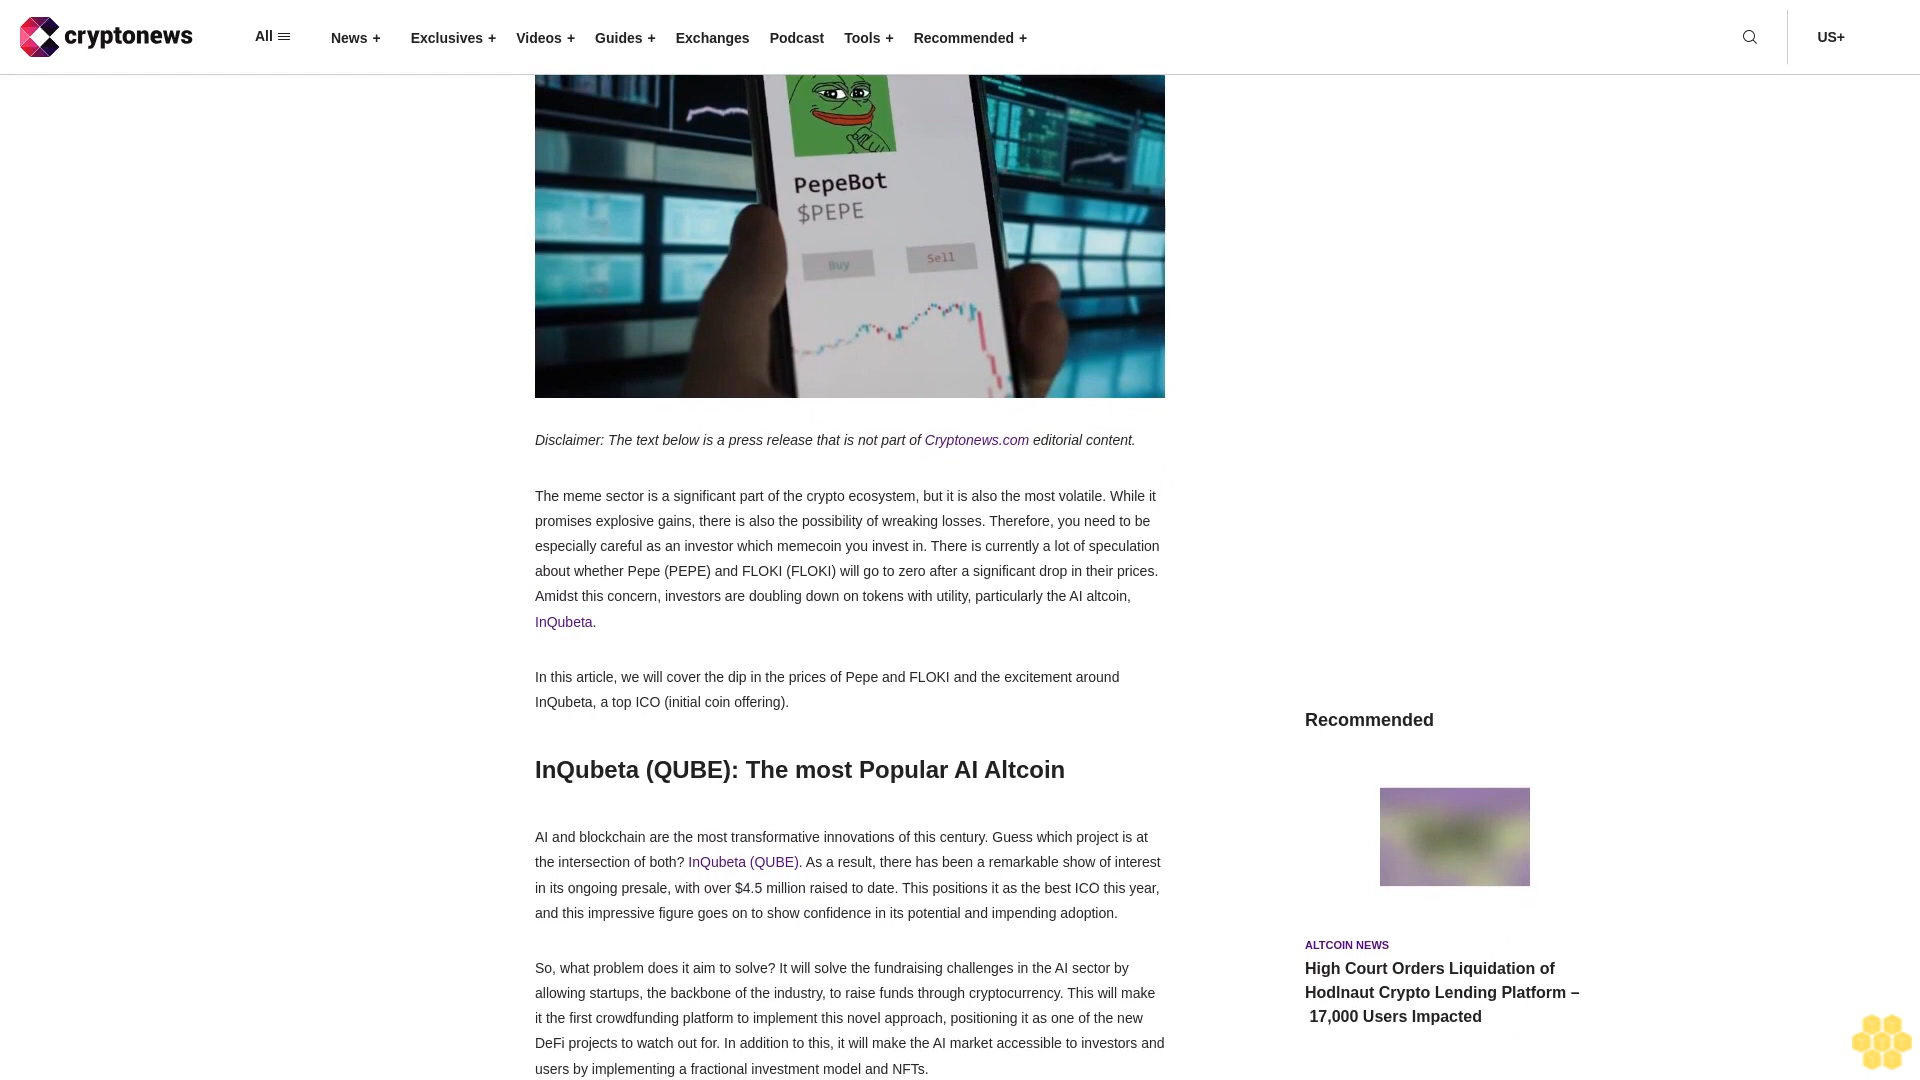 cryptonews
All
News +
Exclusives +
Videos +
Guides +
Exchanges
Podcast
Tools +
Recommended +
US+
PepeBot
$PEPE
Buy
Sell
Disclaimer: The text below is a press release that is not part of Cryptonews.com editorial content.
The meme sector is a significant part of the crypto ecosystem, but it is also the most volatile. While it
promises explosive gains, there is also the possibility of wreaking losses. Therefore, you need to be
especially careful as an investor which memecoin you invest in. There is currently a lot of speculation
about whether Pepe (PEPE) and FLOKI (FLOKI) will go to zero after a significant drop in their prices.
Amidst this concern, investors are doubling down on tokens with utility, particularly the AI altcoin,
InQubeta.
In this article, we will cover the dip in the prices of Pepe and FLOKI and the excitement around
InQubeta, a top ICO (initial coin offering).
InQubeta (QUBE): The most Popular AI Altcoin
AI and blockchain are the most transformative innovations of this century. Guess which project is at
the intersection of both? InQubeta (QUBE). As a result, there has been a remarkable show of interest
in its ongoing presale, with over $4.5 million raised to date. This positions it as the best ICO this year,
and this impressive figure goes on to show confidence in its potential and impending adoption.
So, what problem does it aim to solve? It will solve the fundraising challenges in the AI sector by
allowing startups, the backbone of the industry, to raise funds through cryptocurrency. This will make
it the first crowdfunding platform to implement this novel approach, positioning it as one of the new
DeFi projects to watch out for. In addition to this, it will make the AI market accessible to investors and
users by implementing a fractional investment model and NFTs.
Recommended
ALTCOIN NEWS
High Court Orders Liquidation of
Hodlnaut Crypto Lending Platform –
17,000 Users Impacted